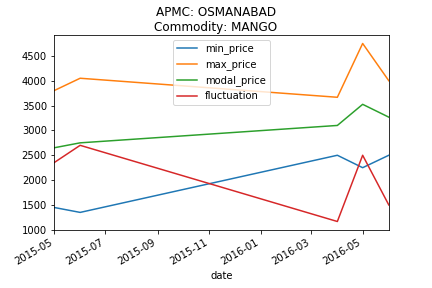 APMC: OSMANABAD
Commodity: MANGO
min_price
max_price
modal_price
fluctuation
4500
4000
3500
3000
2500
2000
1500
1000
2015-05
2015-07
2015-09
2015-11
2016-01
2016-03
2016-05
date